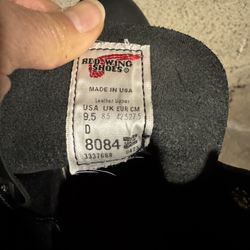 RED WING
SHOES®
MADE IN USA
Leather Upper
USA UK EUR CM
9.5 8.5 42.5 27.5
D
8084
3337688